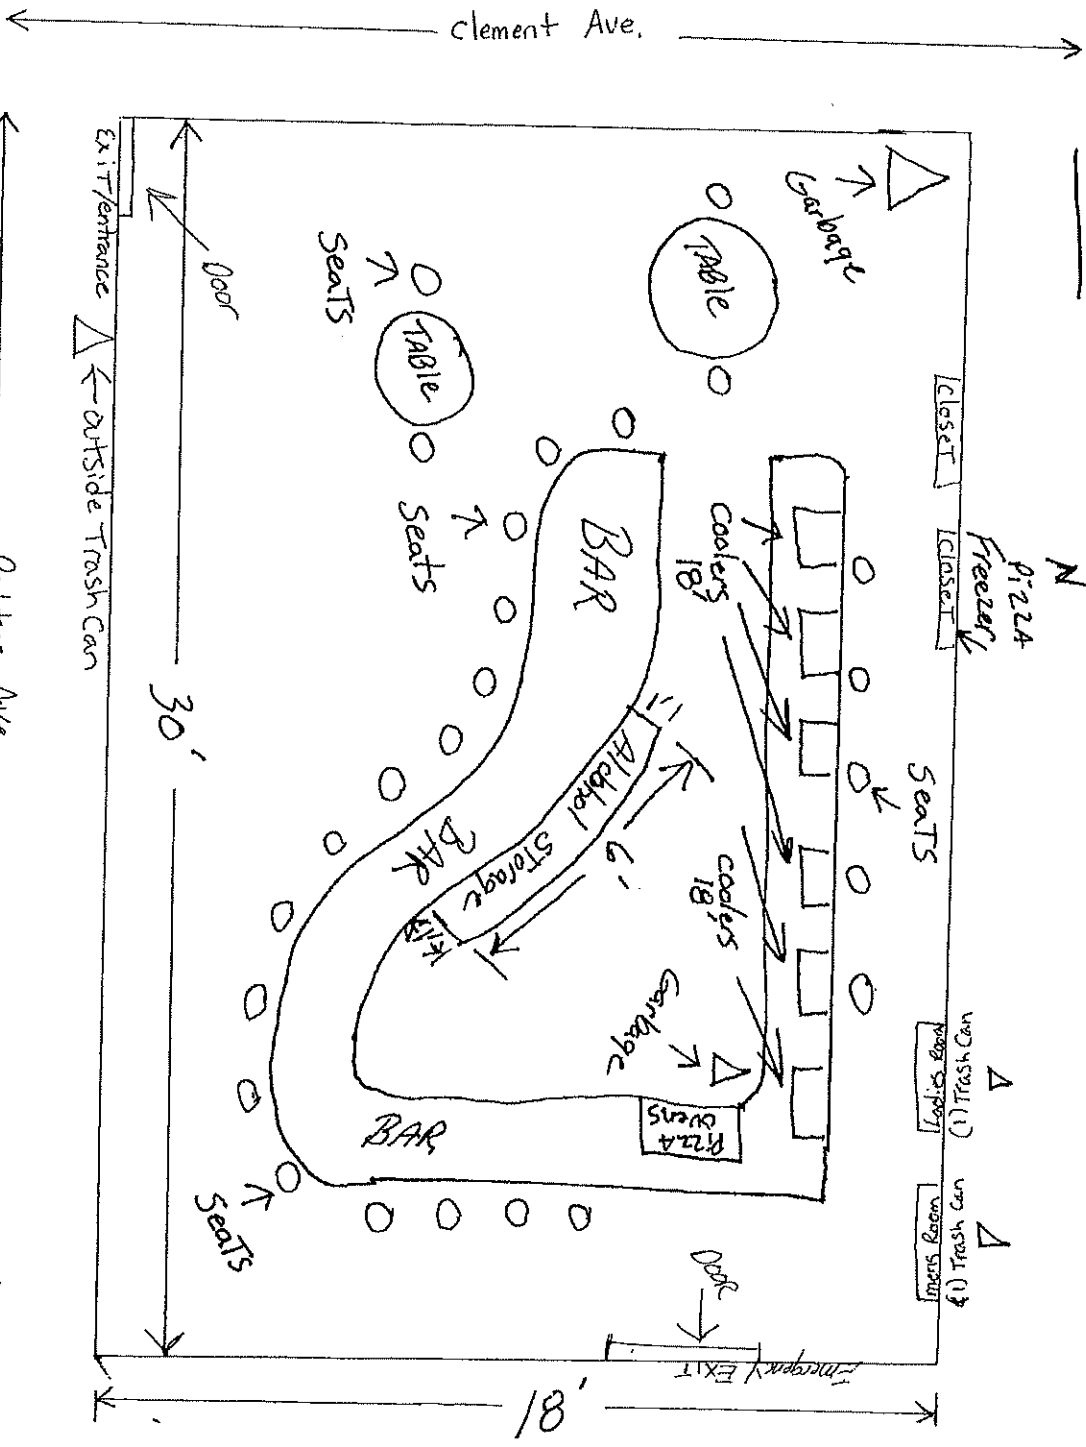 Clement Ave.
Exit/entrance
Door
outside Trash Can
30'
Seats
TABle
Seats
TABle
Garbage
closeT
closeT
PizzA
Freezer
N
BAR
Coolers
18'
SeaTS
Alcohol Storage
6'
BAR
coolers
18'
Garbage
PizzA
ovens
BAR
SeaTS
Ladies Room
(1) Trash Can
mens Room
(1) Trash Can
DooR
Emergency EXIT
18'
Ave